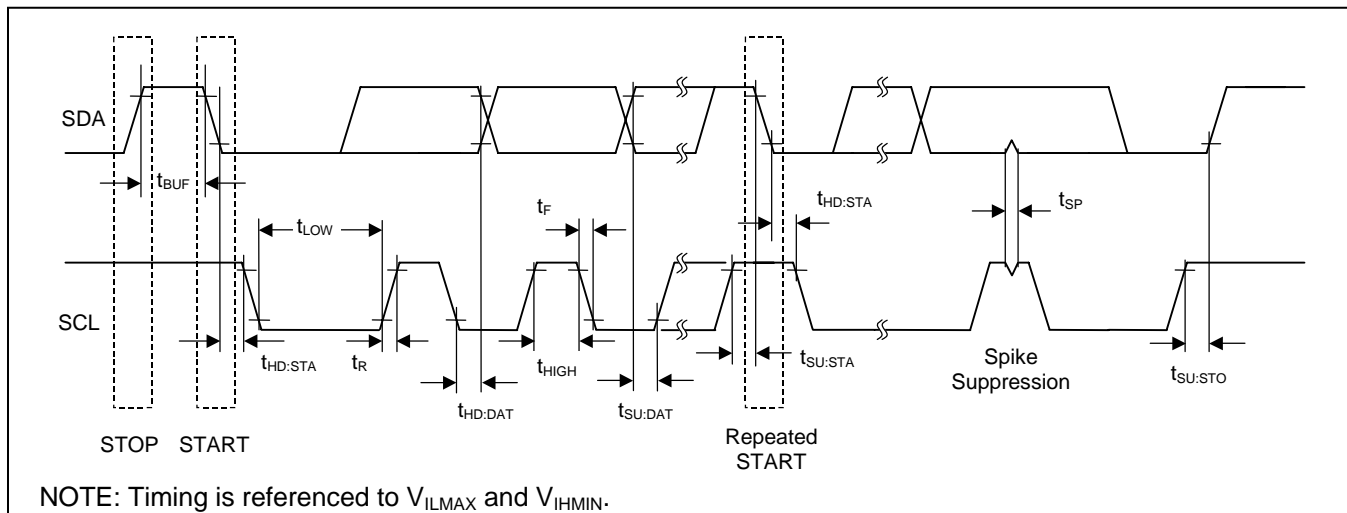 SDA
tBUF
tLOW
tF
tHD:STA
tSP
SCL
tHD:STA
tR
tHD:DAT
tHIGH
tSU:DAT
tSU:STA
Spike
Suppression
tSU:STO
STOP
START
Repeated
START
NOTE: Timing is referenced to VILMAX and VIHMIN.